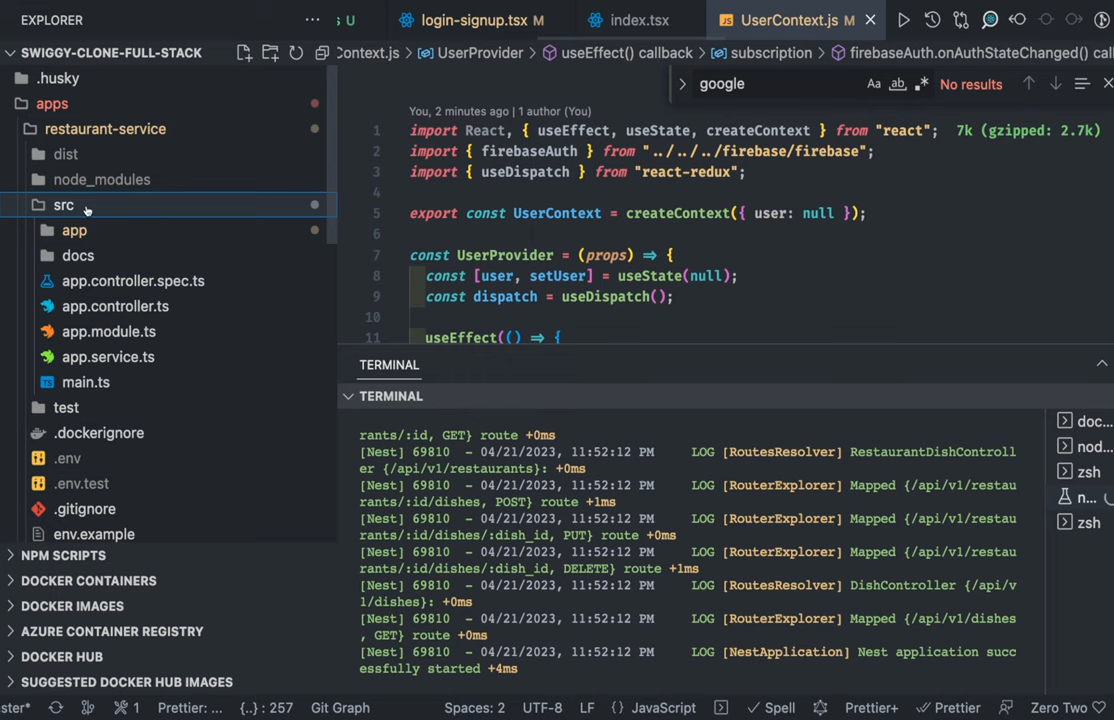 EXPLORER ···
SWIGGY-CLONE-FULL-STACK
.husky
apps
restaurant-service
dist
node_modules
src
app
docs
app.controller.spec.ts
app.controller.ts
app.module.ts
app.service.ts
main.ts
test
.dockerignore
.env
.env.test
.gitignore
env.example
NPM SCRIPTS
DOCKER CONTAINERS
DOCKER IMAGES
AZURE CONTAINER REGISTRY
DOCKER HUB
SUGGESTED DOCKER HUB IMAGES
.ts U login-signup.tsx M index.tsx JS UserContext.js M
Context.js > UserProvider > useEffect() callback > subscription > firebaseAuth.onAuthStateChanged() ca
google Aa ab .* No results
You, 2 minutes ago | 1 author (You)
1 import React, { useEffect, useState, createContext } from "react"; 7k (gzipped: 2.7k)
2 import { firebaseAuth } from "../../../firebase/firebase";
3 import { useDispatch } from "react-redux";
4
5 export const UserContext = createContext({ user: null });
6
7 const UserProvider = (props) ⇒ {
8 const [user, setUser] = useState(null);
9 const dispatch = useDispatch();
10
11 useEffect(() ⇒ {
TERMINAL
TERMINAL
rants/:id, GET} route +0ms
[Nest] 69810 - 04/21/2023, 11:52:12 PM LOG [RoutesResolver] RestaurantDishControll
er {/api/v1/restaurants}: +0ms
[Nest] 69810 - 04/21/2023, 11:52:12 PM LOG [RouterExplorer] Mapped {/api/v1/restau
rants/:id/dishes, POST} route +1ms
[Nest] 69810 - 04/21/2023, 11:52:12 PM LOG [RouterExplorer] Mapped {/api/v1/restau
rants/:id/dishes/:dish_id, PUT} route +0ms
[Nest] 69810 - 04/21/2023, 11:52:12 PM LOG [RouterExplorer] Mapped {/api/v1/restau
rants/:id/dishes/:dish_id, DELETE} route +1ms
[Nest] 69810 - 04/21/2023, 11:52:12 PM LOG [RoutesResolver] DishController {/api/v
1/dishes}: +0ms
[Nest] 69810 - 04/21/2023, 11:52:12 PM LOG [RouterExplorer] Mapped {/api/v1/dishes
, GET} route +0ms
[Nest] 69810 - 04/21/2023, 11:52:12 PM LOG [NestApplication] Nest application succ
essfully started +4ms
doc...
nod...
zsh
n...
zsh
ster* 1 Prettier: ... {..} : 257 Git Graph Spaces: 2 UTF-8 LF {} JavaScript Spell Prettier+ Prettier Zero Two